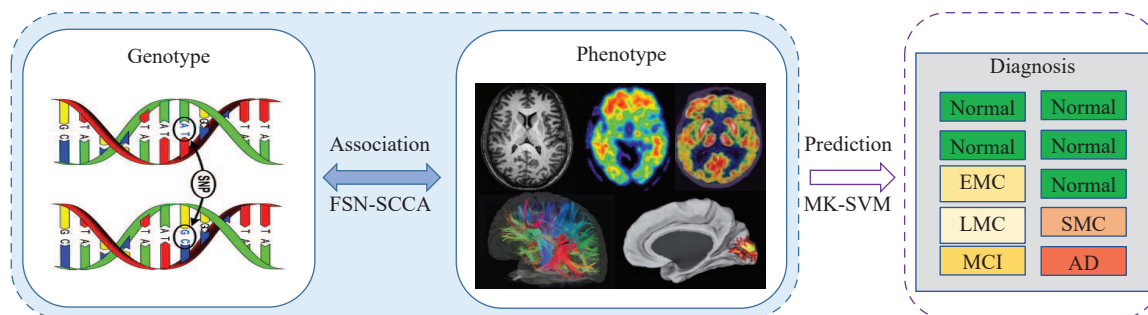 Genotype
SNP
Association
FSN-SCCA
Phenotype
Prediction
MK-SVM
Diagnosis
Normal Normal
Normal Normal
EMC Normal
LMC SMC
MCI AD